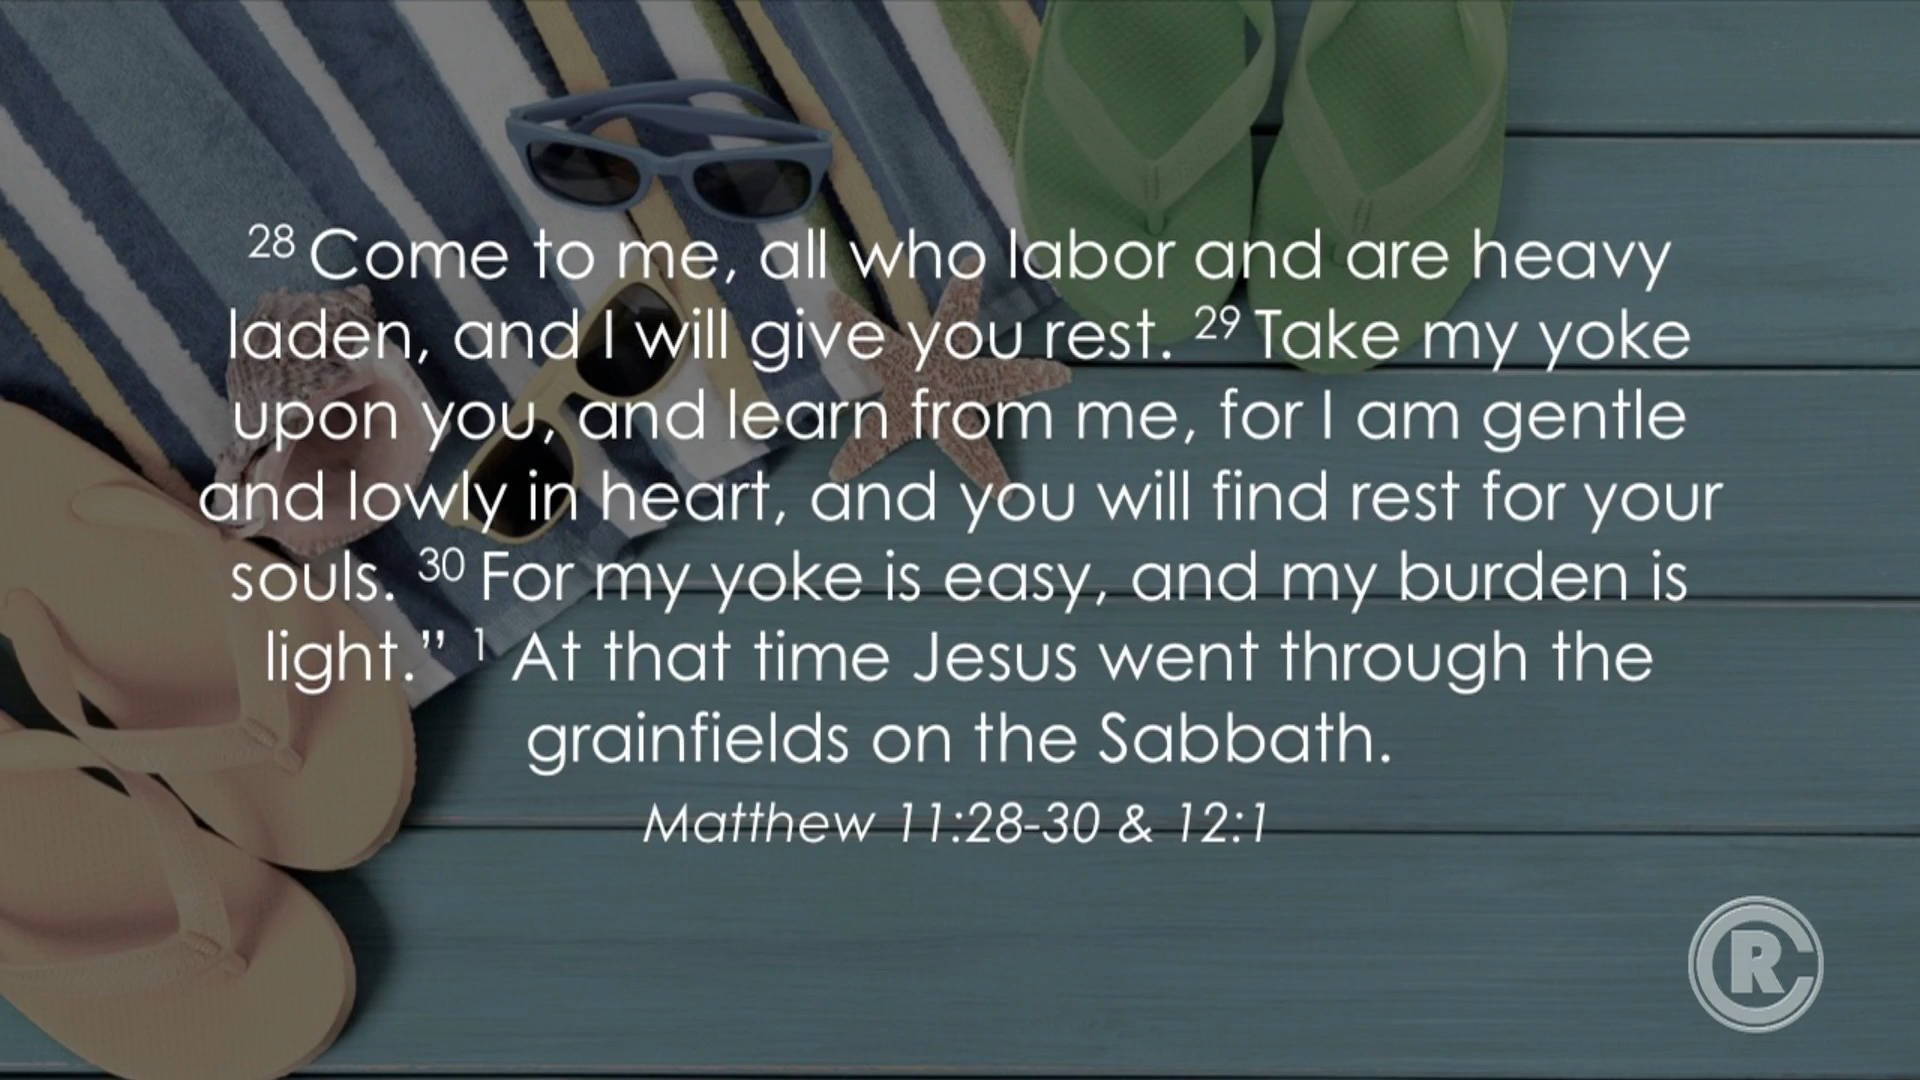 28 Come to me, all who labor and are heavy
laden, and I will give you rest. 29 Take my yoke
upon you, and learn from me, for I am gentle
and lowly in heart, and you will find rest for your
souls. 30 For my yoke is easy, and my burden is
light.” 1 At that time Jesus went through the
grainfields on the Sabbath.
Matthew 11:28-30 & 12:1
CR